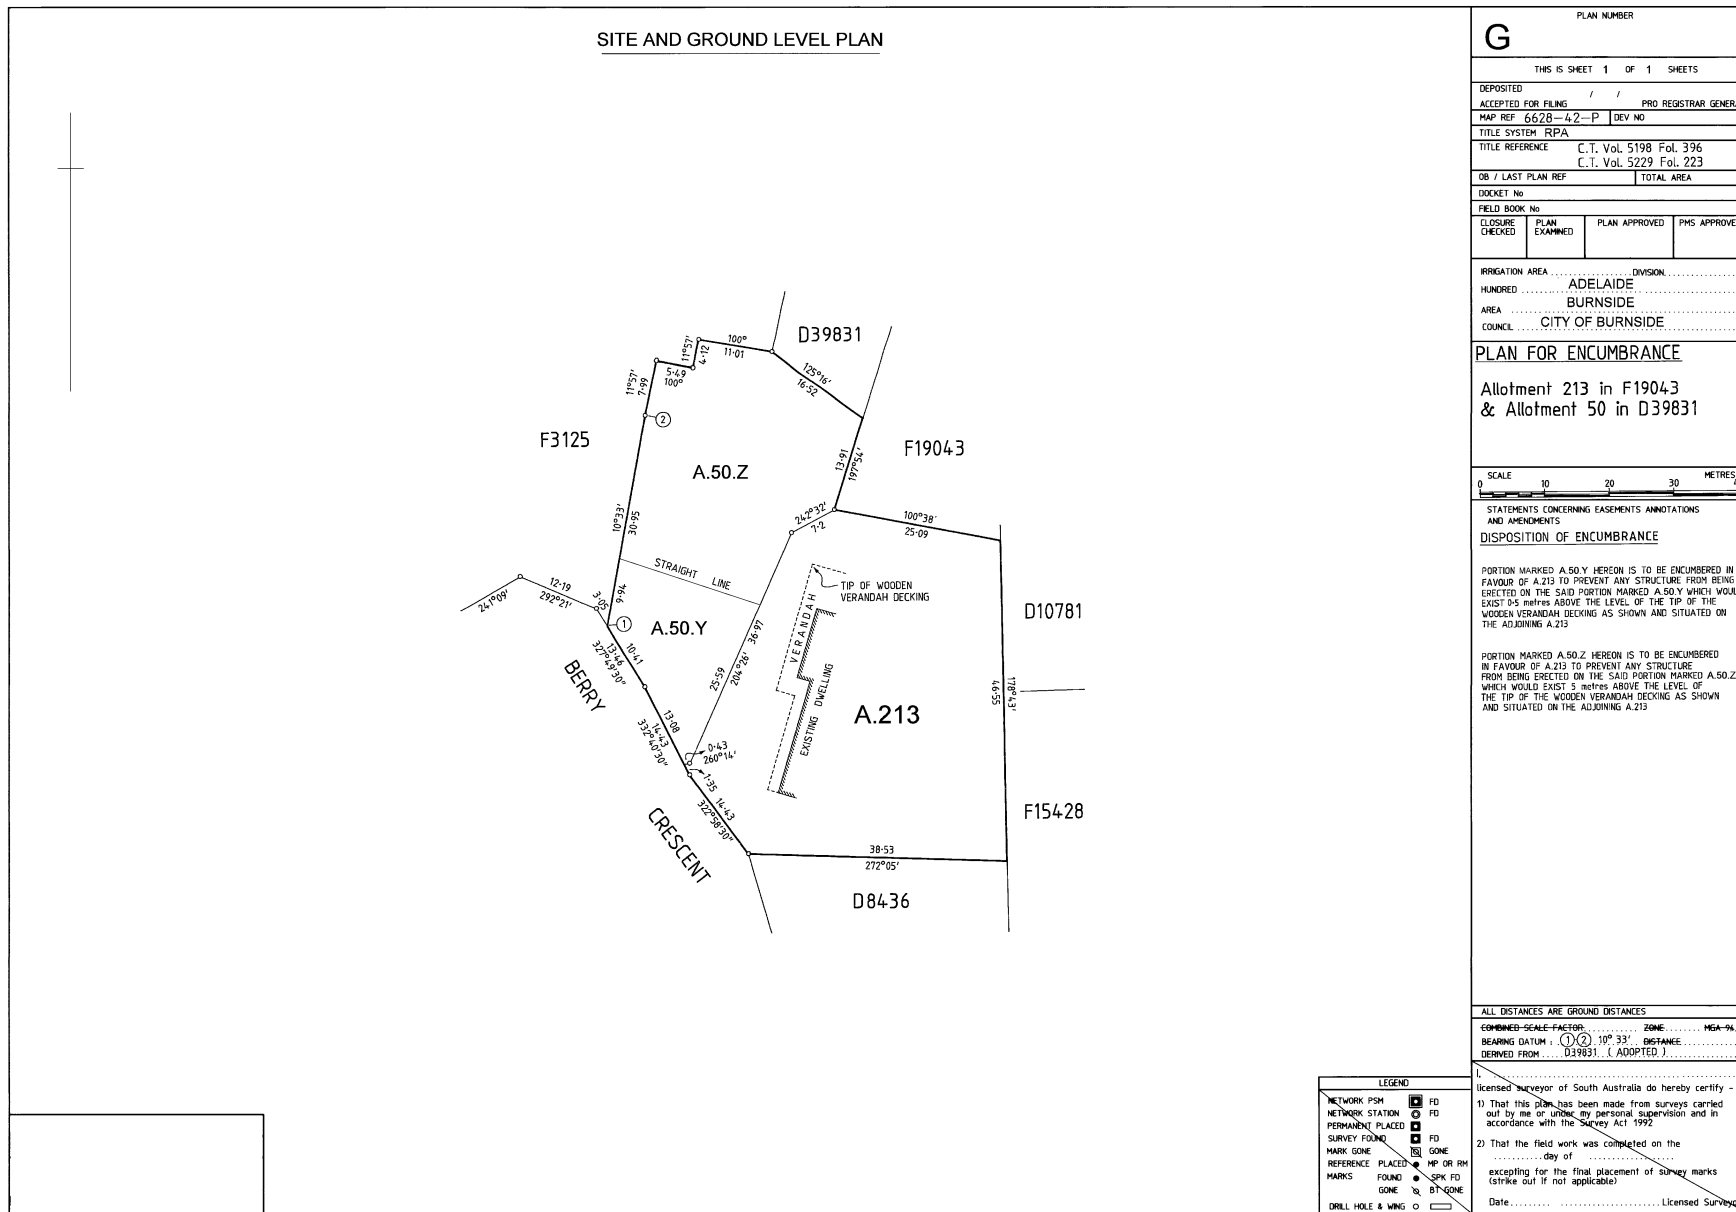 SITE AND GROUND LEVEL PLAN
PLAN NUMBER
G
THIS IS SHEET 1 OF 1 SHEETS
DEPOSITED / /
ACCEPTED FOR FILING PRO REGISTRAR GENERA
MAP REF 6628-42-P DEV NO
TITLE SYSTEM RPA
TITLE REFERENCE C.T. Vol. 5198 Fol. 396
C.T. Vol. 5229 Fol. 223
OB / LAST PLAN REF TOTAL AREA
DOCKET No
FIELD BOOK No
CLOSURE CHECKED PLAN EXAMINED PLAN APPROVED PMS APPROVE
IRRIGATION AREA ................ DIVISION................
HUNDRED ADELAIDE
AREA BURNSIDE
COUNCIL CITY OF BURNSIDE
PLAN FOR ENCUMBRANCE
Allotment 213 in F19043
& Allotment 50 in D39831
SCALE METRES
0 10 20 30
STATEMENTS CONCERNING EASEMENTS ANNOTATIONS
AND AMENDMENTS
DISPOSITION OF ENCUMBRANCE
PORTION MARKED A.50.Y HEREON IS TO BE ENCUMBERED IN
FAVOUR OF A.213 TO PREVENT ANY STRUCTURE FROM BEING
ERECTED ON THE SAID PORTION MARKED A.50.Y WHICH WOUL
EXIST 0·5 metres ABOVE THE LEVEL OF THE TIP OF THE
WOODEN VERANDAH DECKING AS SHOWN AND SITUATED ON
THE ADJOINING A.213
PORTION MARKED A.50.Z HEREON IS TO BE ENCUMBERED
IN FAVOUR OF A.213 TO PREVENT ANY STRUCTURE
FROM BEING ERECTED ON THE SAID PORTION MARKED A.50.Z
WHICH WOULD EXIST 5 metres ABOVE THE LEVEL OF
THE TIP OF THE WOODEN VERANDAH DECKING AS SHOWN
AND SITUATED ON THE ADJOINING A.213
ALL DISTANCES ARE GROUND DISTANCES
COMBINED SCALE FACTOR ZONE MGA 94
BEARING DATUM : 1 2 10° 33' DISTANCE
DERIVED FROM D39831 ( ADOPTED )
I,
licensed surveyor of South Australia do hereby certify -
1) That this plan has been made from surveys carried
out by me or under my personal supervision and in
accordance with the Survey Act 1992
2) That the field work was completed on the
...........day of ...................
excepting for the final placement of survey marks
(strike out if not applicable)
Date......... ......................Licensed Surveyo
LEGEND
NETWORK PSM FD
NETWORK STATION FD
PERMANENT PLACED
SURVEY FOUND FD
MARK GONE GONE
REFERENCE PLACED MP OR RM
MARKS FOUND SPK FD
GONE BT GONE
DRILL HOLE & WING
D39831
100°
11·01
11°57'
4·12
5·49
100°
11°57'
7·99
125°16'
16·52
2
F3125
A.50.Z
F19043
13·91
197°54'
242°32'
7·2
100°38'
25·09
10°33'
30·95
STRAIGHT LINE
TIP OF WOODEN
VERANDAH DECKING
VERANDAH
12·19
292°21'
241°09'
3·05
9·94
1
A.50.Y
36·97
25·59
204°26'
D10781
10·41
13·46
327°49'30"
BERRY
EXISTING DWELLING
A.213
178°43'
46·55
13·08
14·43
332°40'30"
0·43
260°14'
1·35
14·43
322°58'30"
CRESCENT
F15428
38·53
272°05'
D8436